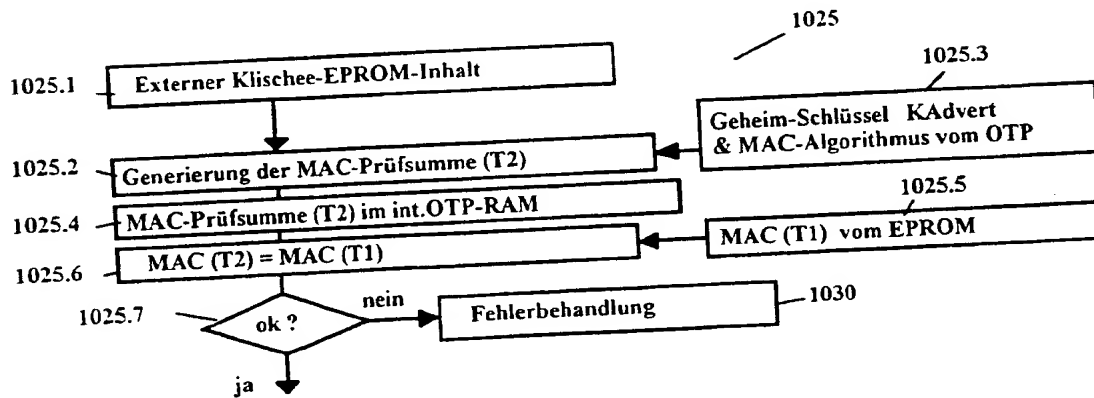 1025
1025.1
Externer Klischee-EPROM-Inhalt
1025.3
Geheim-Schlüssel KAdvert
& MAC-Algorithmus vom OTP
1025.2
Generierung der MAC-Prüfsumme (T2)
1025.4
MAC-Prüfsumme (T2) im int.OTP-RAM
1025.5
MAC (T1) vom EPROM
1025.6
MAC (T2) = MAC (T1)
1025.7
ok ?
nein
Fehlerbehandlung
1030
ja